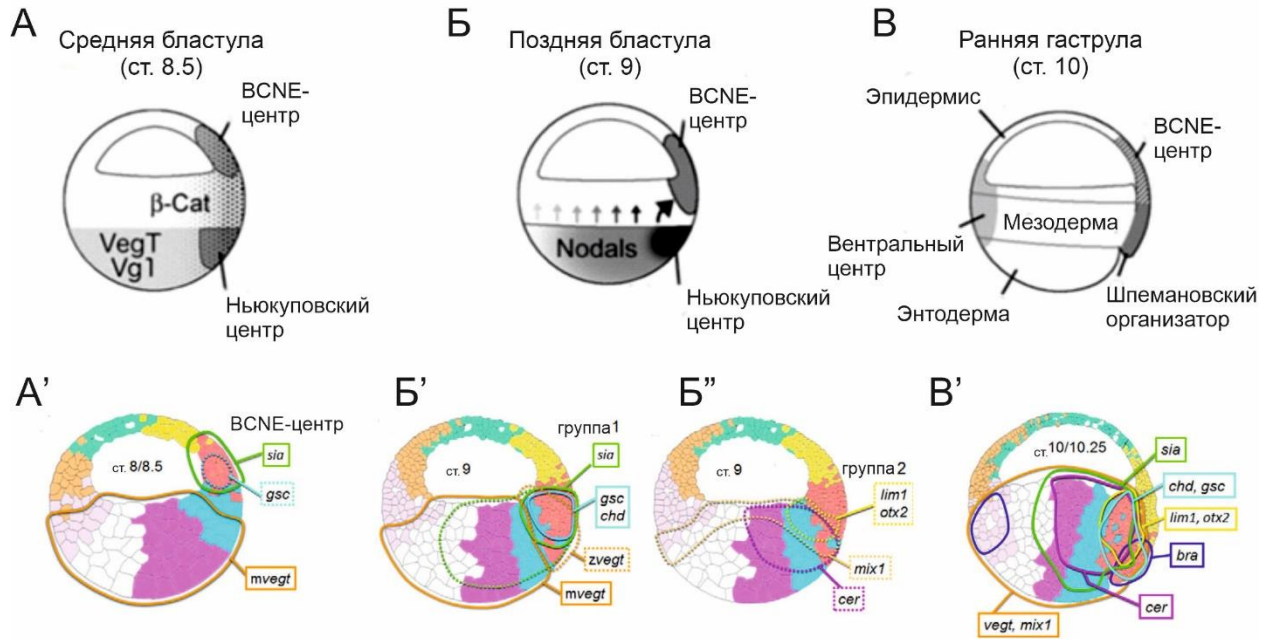 А
Средняя бластула
(ст. 8.5)
BCNE-
центр
β-Cat
VegT
Vg1
Ньюкуповский
центр
Б
Поздняя бластула
(ст. 9)
BCNE-
центр
Nodals
Ньюкуповский
центр
В
Ранняя гаструла
(ст. 10)
Эпидермис
BCNE-
центр
Мезодерма
Вентральный
центр
Энтодерма
Шпемановский
организатор
А’
BCNE-центр
ст. 8/8.5
sia
gsc
mvegt
Б’
группа1
ст. 9
sia
gsc
chd
zvegt
mvegt
Б”
ст. 9
группа2
lim1
otx2
mix1
cer
В’
ст.10/10.25
sia
chd, gsc
lim1, otx2
bra
cer
vegt, mix1